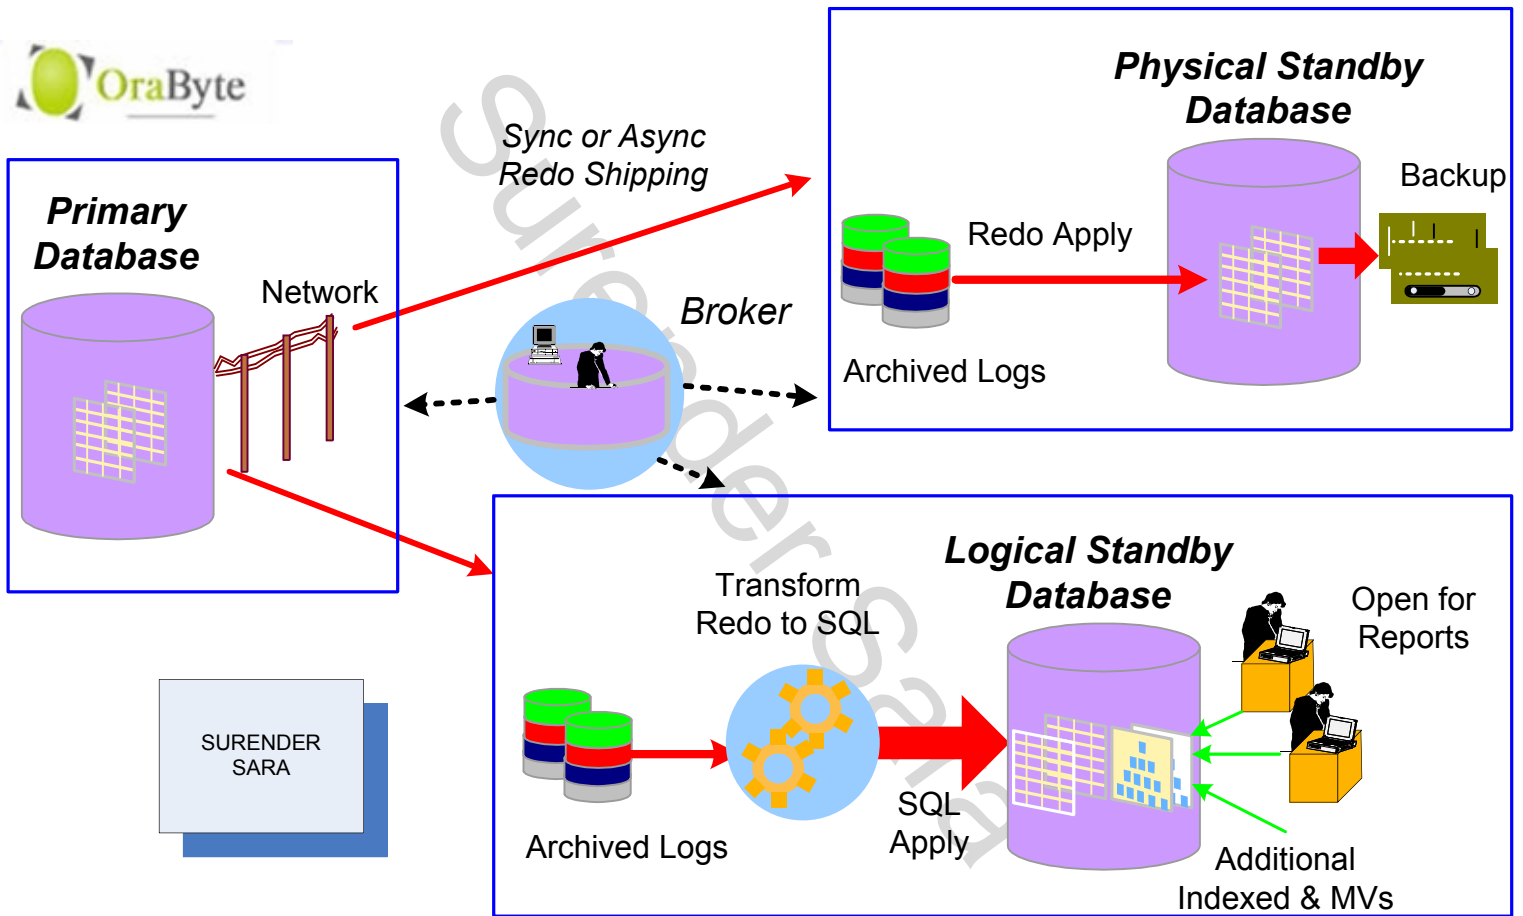 OraByte
Physical Standby
Database
Sync or Async
Redo Shipping
Primary
Database
Backup
Redo Apply
Network
Broker
Archived Logs
Logical Standby
Database
Transform
Redo to SQL
Open for
Reports
SURENDER
SARA
SQL
Apply
Archived Logs
Additional
Indexed & MVs
Surender Sara